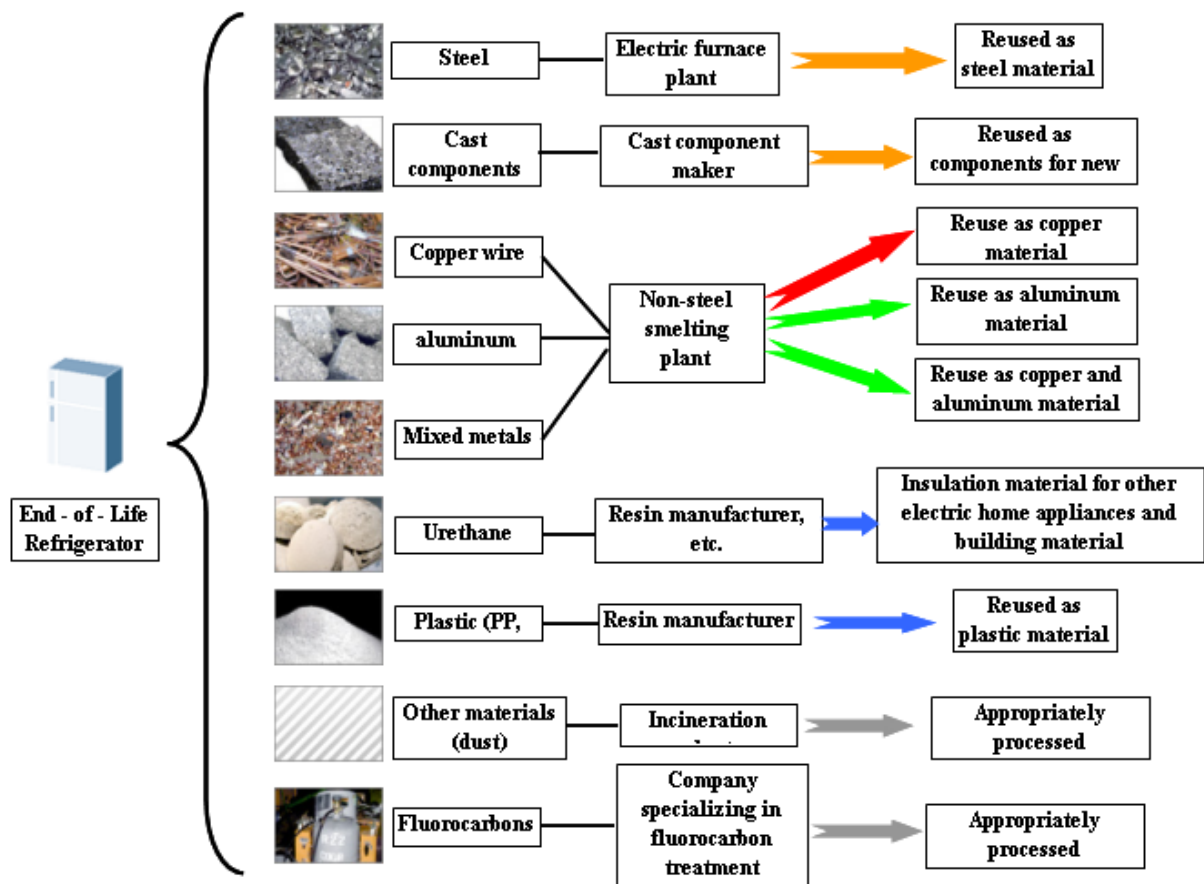 Steel
Electric furnace
plant
Reused as
steel material
Cast
components
Cast component
maker
Reused as
components for new
Copper wire
aluminum
Mixed metals
Non-steel
smelting
plant
Reuse as copper
material
Reuse as aluminum
material
Reuse as copper and
aluminum material
End - of - Life
Refrigerator
Urethane
Resin manufacturer,
etc.
Insulation material for other
electric home appliances and
building material
Plastic (PP,
Resin manufacturer
Reused as
plastic material
Other materials
(dust)
Incineration
Appropriately
processed
Fluorocarbons
Company
specializing in
fluorocarbon
treatment
Appropriately
processed